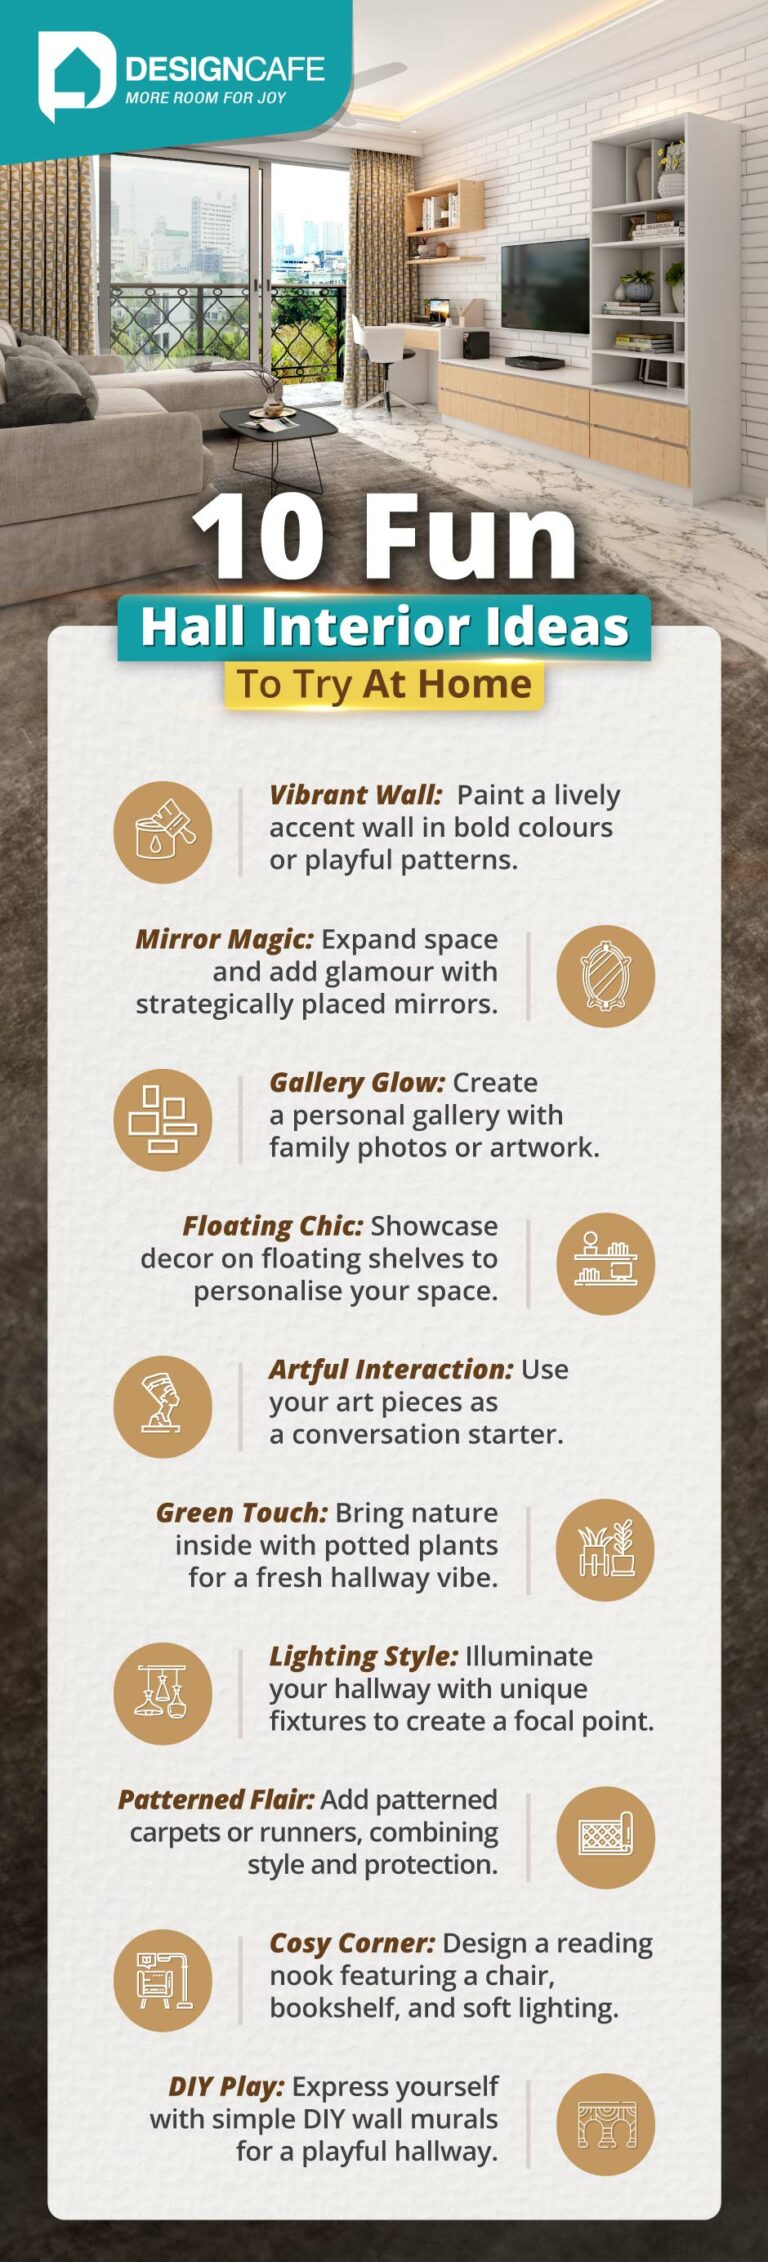 DESIGNCAFE
MORE ROOM FOR JOY
10 Fun
Hall Interior Ideas
To Try At Home
Vibrant Wall: Paint a lively
accent wall in bold colours
or playful patterns.
Mirror Magic: Expand space
and add glamour with
strategically placed mirrors.
Gallery Glow: Create
a personal gallery with
family photos or artwork.
Floating Chic: Showcase
decor on floating shelves to
personalise your space.
Artful Interaction: Use
your art pieces as
a conversation starter.
Green Touch: Bring nature
inside with potted plants
for a fresh hallway vibe.
Lighting Style: Illuminate
your hallway with unique
fixtures to create a focal point.
Patterned Flair: Add patterned
carpets or runners, combining
style and protection.
Cosy Corner: Design a reading
nook featuring a chair,
bookshelf, and soft lighting.
DIY Play: Express yourself
with simple DIY wall murals
for a playful hallway.